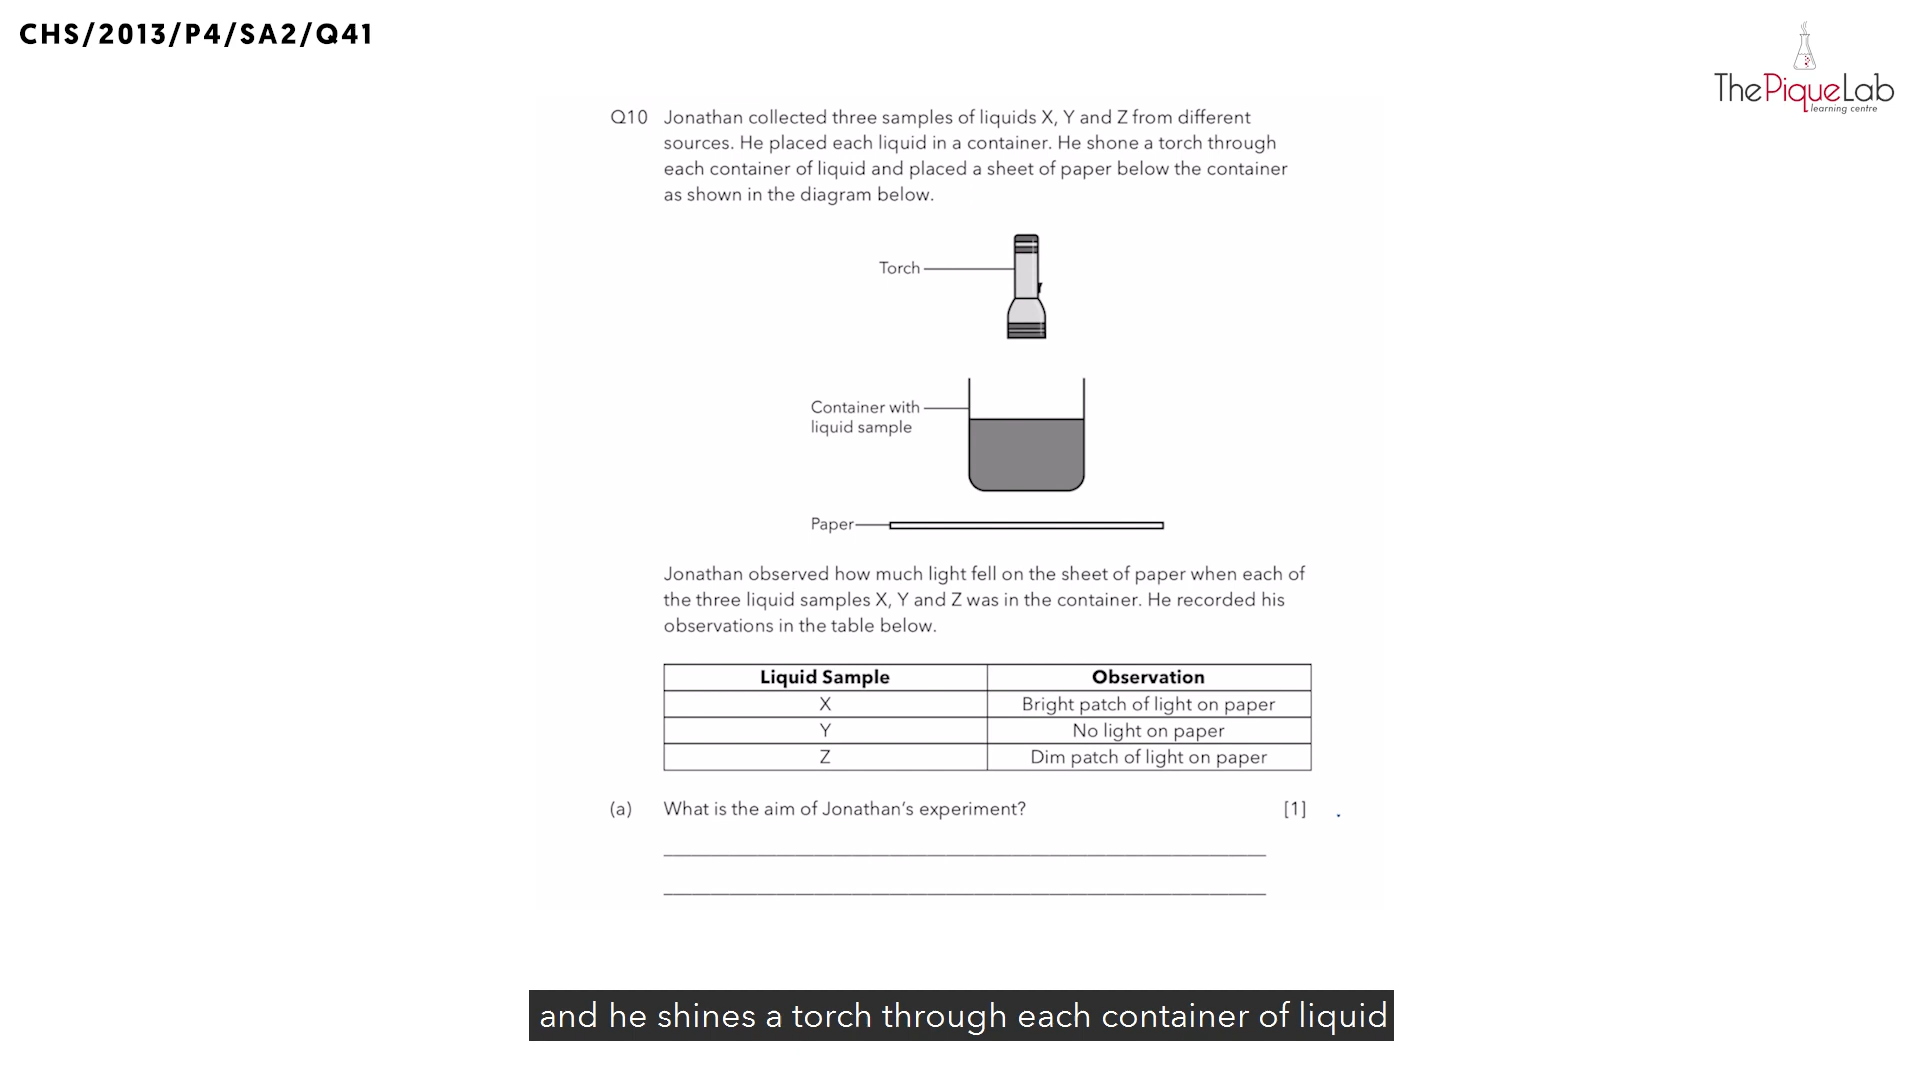 CHS/2013/P4/SA2/Q41
ThePiqueLab
learning centre
Q10 Jonathan collected three samples of liquids X, Y and Z from different
sources. He placed each liquid in a container. He shone a torch through
each container of liquid and placed a sheet of paper below the container
as shown in the diagram below.
Torch
Container with
liquid sample
Paper
Jonathan observed how much light fell on the sheet of paper when each of
the three liquid samples X, Y and Z was in the container. He recorded his
observations in the table below.
Liquid Sample Observation
X Bright patch of light on paper
Y No light on paper
Z Dim patch of light on paper
(a) What is the aim of Jonathan's experiment? [1] .
and he shines a torch through each container of liquid